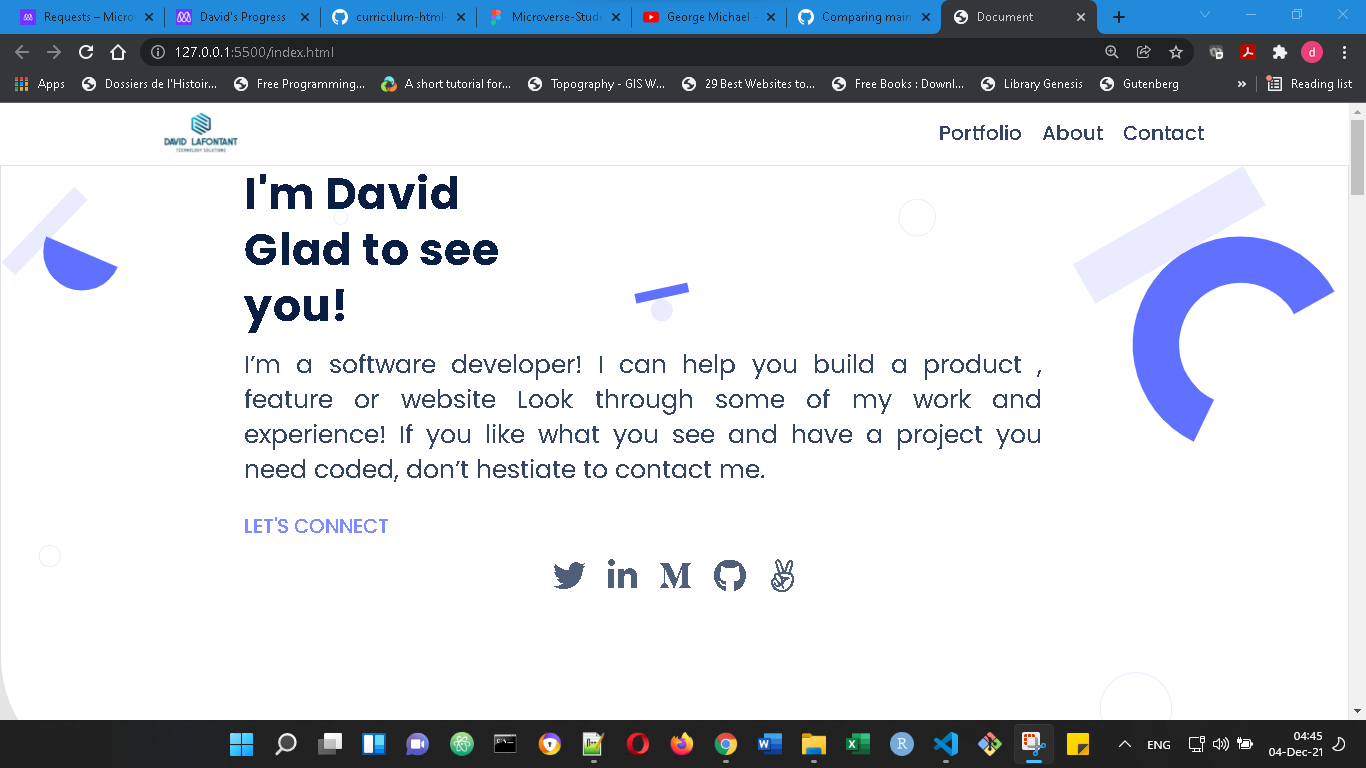 Requests – Micro
David's Progress
curriculum-html-
Microverse-Stude
George Michael -
Comparing main
Document
127.0.0.1:5500/index.html
Apps
Dossiers de l'Histoir...
Free Programming...
A short tutorial for...
Topography - GIS W...
29 Best Websites to...
Free Books : Downl...
Library Genesis
Gutenberg
Reading list
DAVID LAFONTANT
TECHNOLOGY SOLUTIONS
Portfolio
About
Contact
I'm David
Glad to see
you!
I’m a software developer! I can help you build a product ,
feature or website Look through some of my work and
experience! If you like what you see and have a project you
need coded, don’t hestiate to contact me.
LET'S CONNECT
ENG
04:45
04-Dec-21